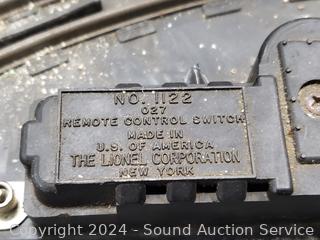 NO. 1122
027
REMOTE CONTROL SWITCH
MADE IN
U.S. OF AMERICA
THE LIONEL CORPORATION
NEW YORK
Copyright 2024 - Sound Auction Service